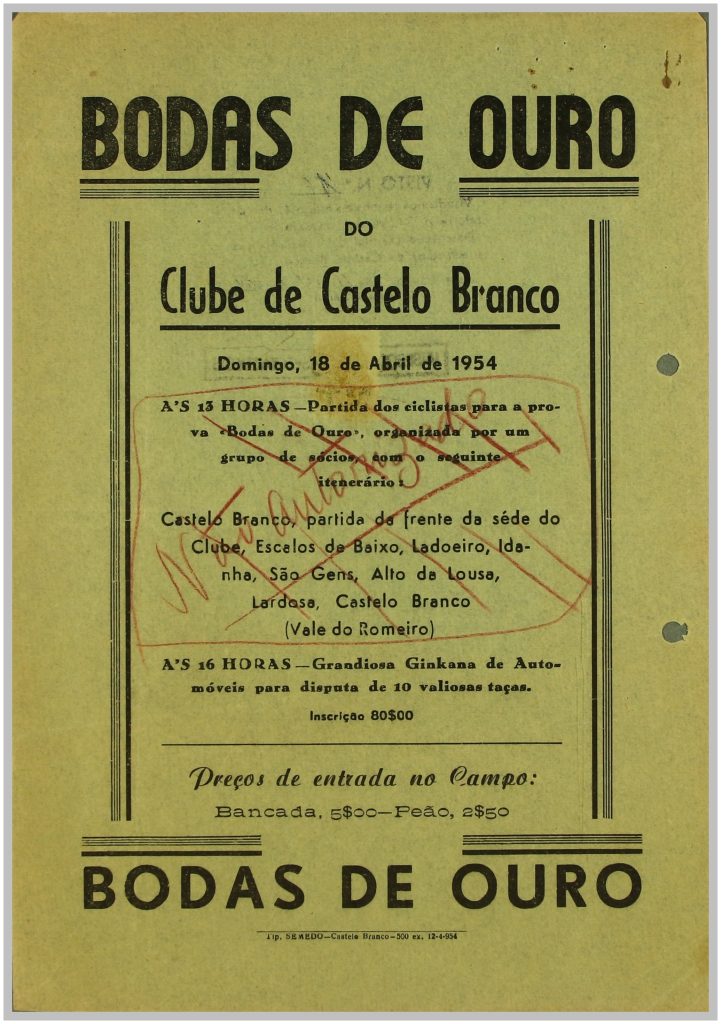 BODAS DE OURO
VISTO N.º
DO
Clube de Castelo Branco
Domingo, 18 de Abril de 1954
A'S 13 HORAS—Partida dos ciclistas para a pro-
va «Bodas de Ouro», organizada por um
grupo de sócios, com o seguinte
itenerário:
Não autorizado
Castelo Branco, partida da frente da séde do
Clube, Escalos de Baixo, Ladoeiro, Ida-
nha, São Gens, Alto da Lousa,
Lardosa, Castelo Branco
(Vale do Romeiro)
A'S 16 HORAS—Grandiosa Ginkana de Auto-
móveis para disputa de 10 valiosas taças.
Inscrição 80$00
Preços de entrada no Campo:
Bancada, 5$00—Peão, 2$50
BODAS DE OURO
Tip. SEMEDO—Castelo Branco—500 ex. 12-4-954